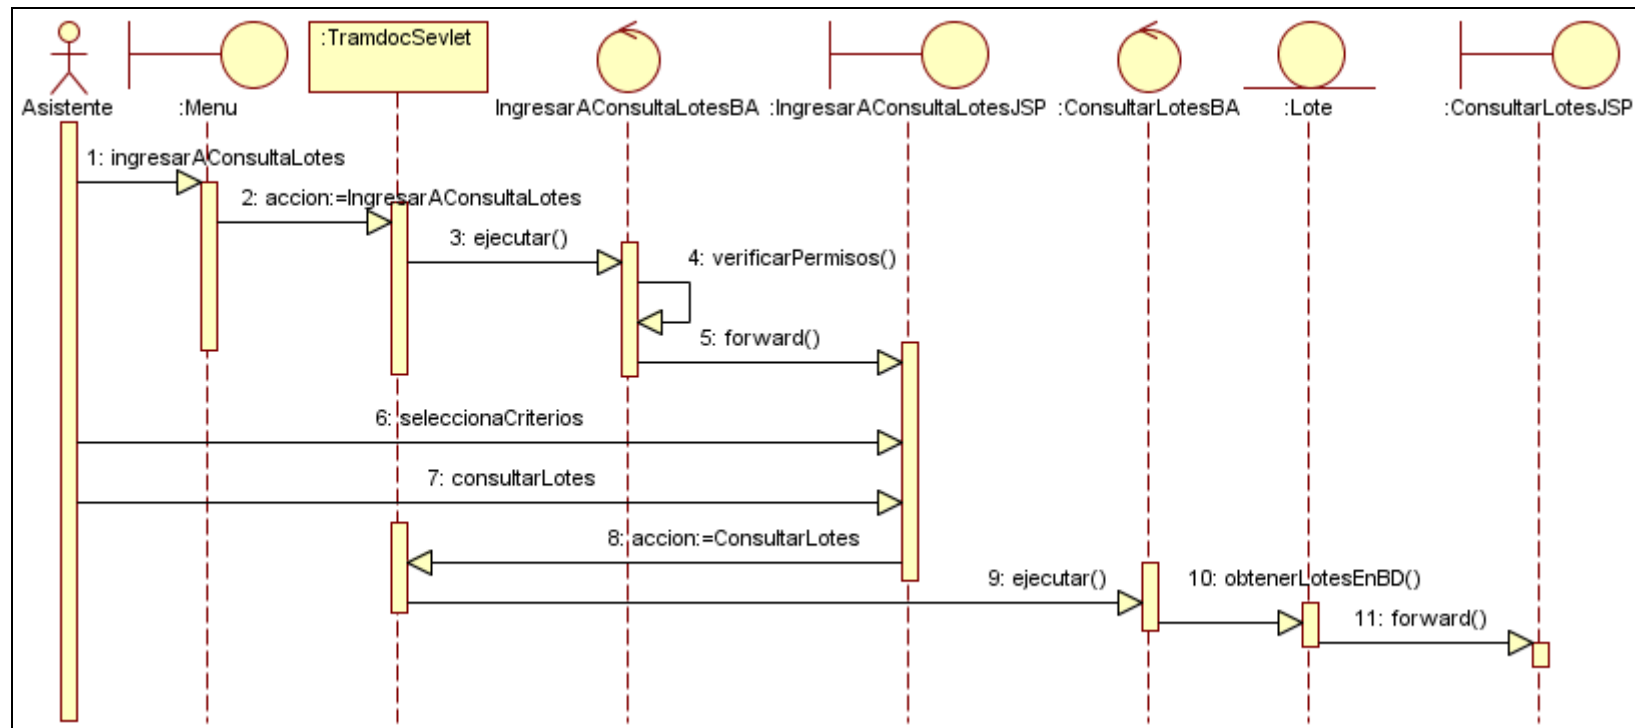 :TramdocSevlet
Asistente
:Menu
IngresarAConsultaLotesBA
:IngresarAConsultaLotesJSP
:ConsultarLotesBA
:Lote
:ConsultarLotesJSP
1: ingresarAConsultaLotes
2: accion:=IngresarAConsultaLotes
3: ejecutar()
4: verificarPermisos()
5: forward()
6: seleccionaCriterios
7: consultarLotes
8: accion:=ConsultarLotes
9: ejecutar()
10: obtenerLotesEnBD()
11: forward()